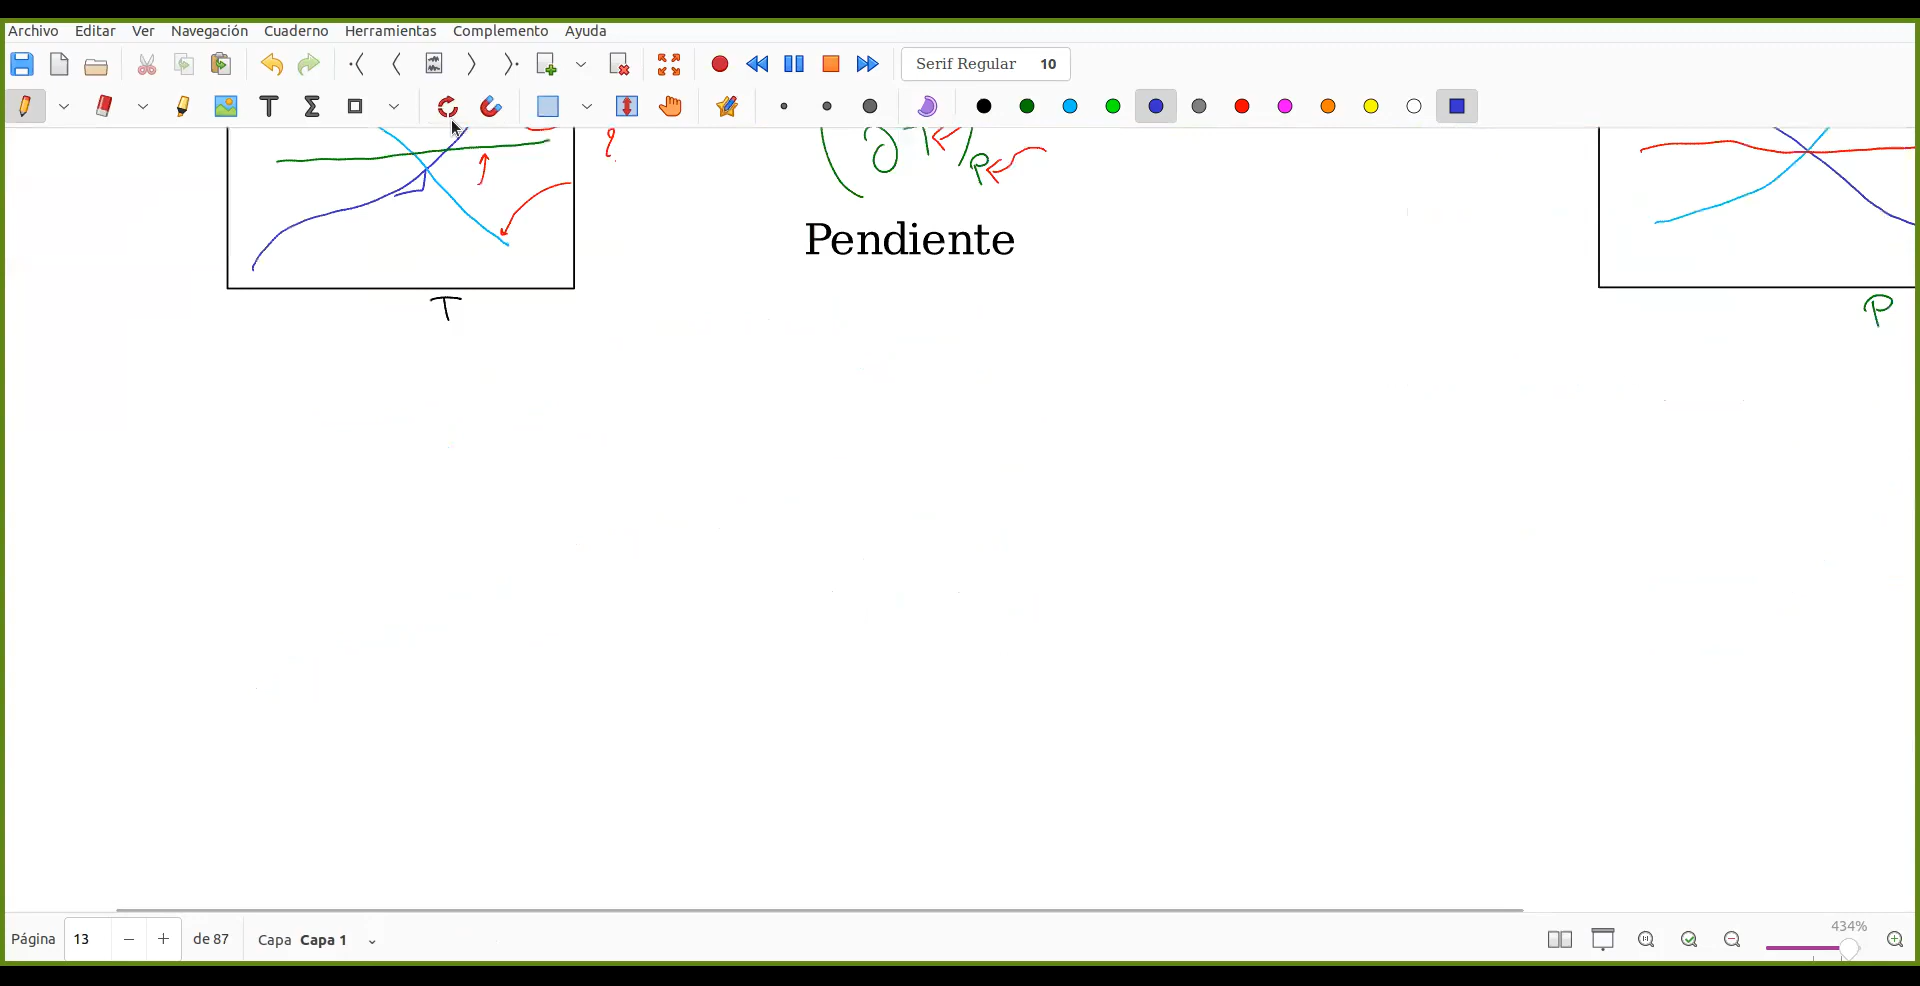 Archivo Editar Ver Navegación Cuaderno Herramientas Complemento Ayuda
Serif Regular 10
∂T
P
Pendiente
T
P
Página 13 de 87 Capa Capa 1
434%